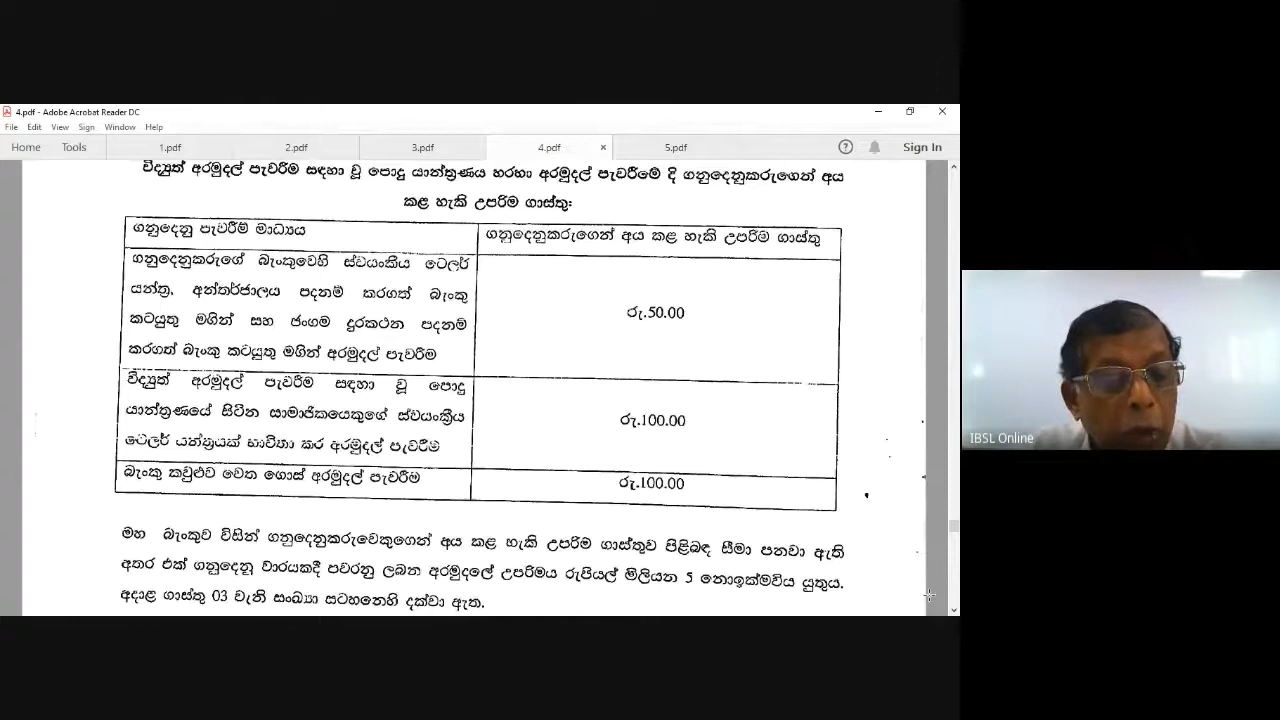 4.pdf - Adobe Acrobat Reader DC
File Edit View Sign Window Help
Home Tools 1.pdf 2.pdf 3.pdf 4.pdf × 5.pdf Sign In
විද්‍යුත් අරමුදල් පැවරීම සඳහා වූ පොදු යාන්ත්‍රණය හරහා අරමුදල් පැවරීමේ දි ගනුදෙනුකරුගෙන් අය
කළ හැකි උපරිම ගාස්තු:
ගනුදෙනු පැවරීම් මාධ්‍යය
ගනුදෙනුකරුගෙන් අය කළ හැකි උපරිම ගාස්තු
ගනුදෙනුකරුගේ බැංකුවෙහි ස්වයංකීය ටෙලර්
යන්ත්‍ර, අන්තර්ජාලය පදනම් කරගත් බැංකු
කටයුතු මගින් සහ ජංගම දුරකථන පදනම්
කරගත් බැංකු කටයුතු මගින් අරමුදල් පැවරීම
රු.50.00
විද්‍යුත් අරමුදල් පැවරීම සඳහා වූ පොදු
යාන්ත්‍රණයේ සිටින සාමාජිකයෙකුගේ ස්වයංක්‍රීය
ටෙලර් යන්ත්‍රයක් භාවිතා කර අරමුදල් පැවරීම්
රු.100.00
බැංකු කවුළුව වෙත ගොස් අරමුදල් පැවරීම
රු.100.00
මහ බැංකුව විසින් ගනුදෙනුකරුවෙකුගෙන් අය කළ හැකි උපරිම ගාස්තුව පිළිබඳ සීමා පනවා ඇති
අතර එක් ගනුදෙනු වාරයකදී පවරනු ලබන අරමුදලේ උපරිමය රුපියල් මිලියන 5 නොඉක්මවිය යුතුය.
අදාළ ගාස්තු 03 වැනි සංඛ්‍යා සටහනෙහි දක්වා ඇත.
IBSL Online